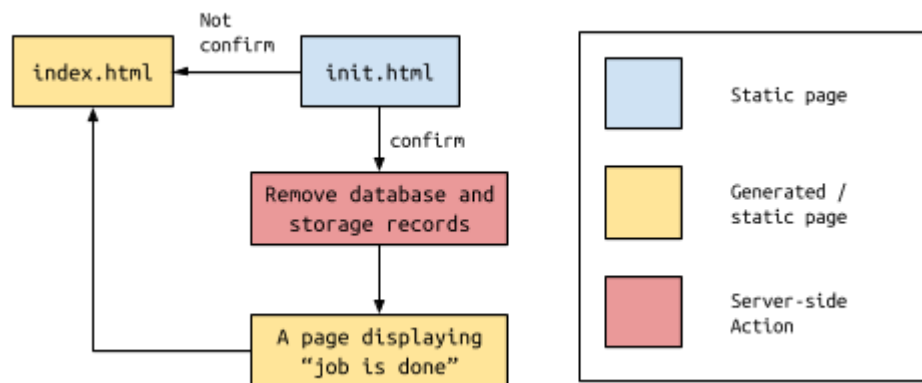 Not
confirm
index.html
init.html
confirm
Remove database and
storage records
A page displaying
“job is done”
Static page
Generated /
static page
Server-side
Action